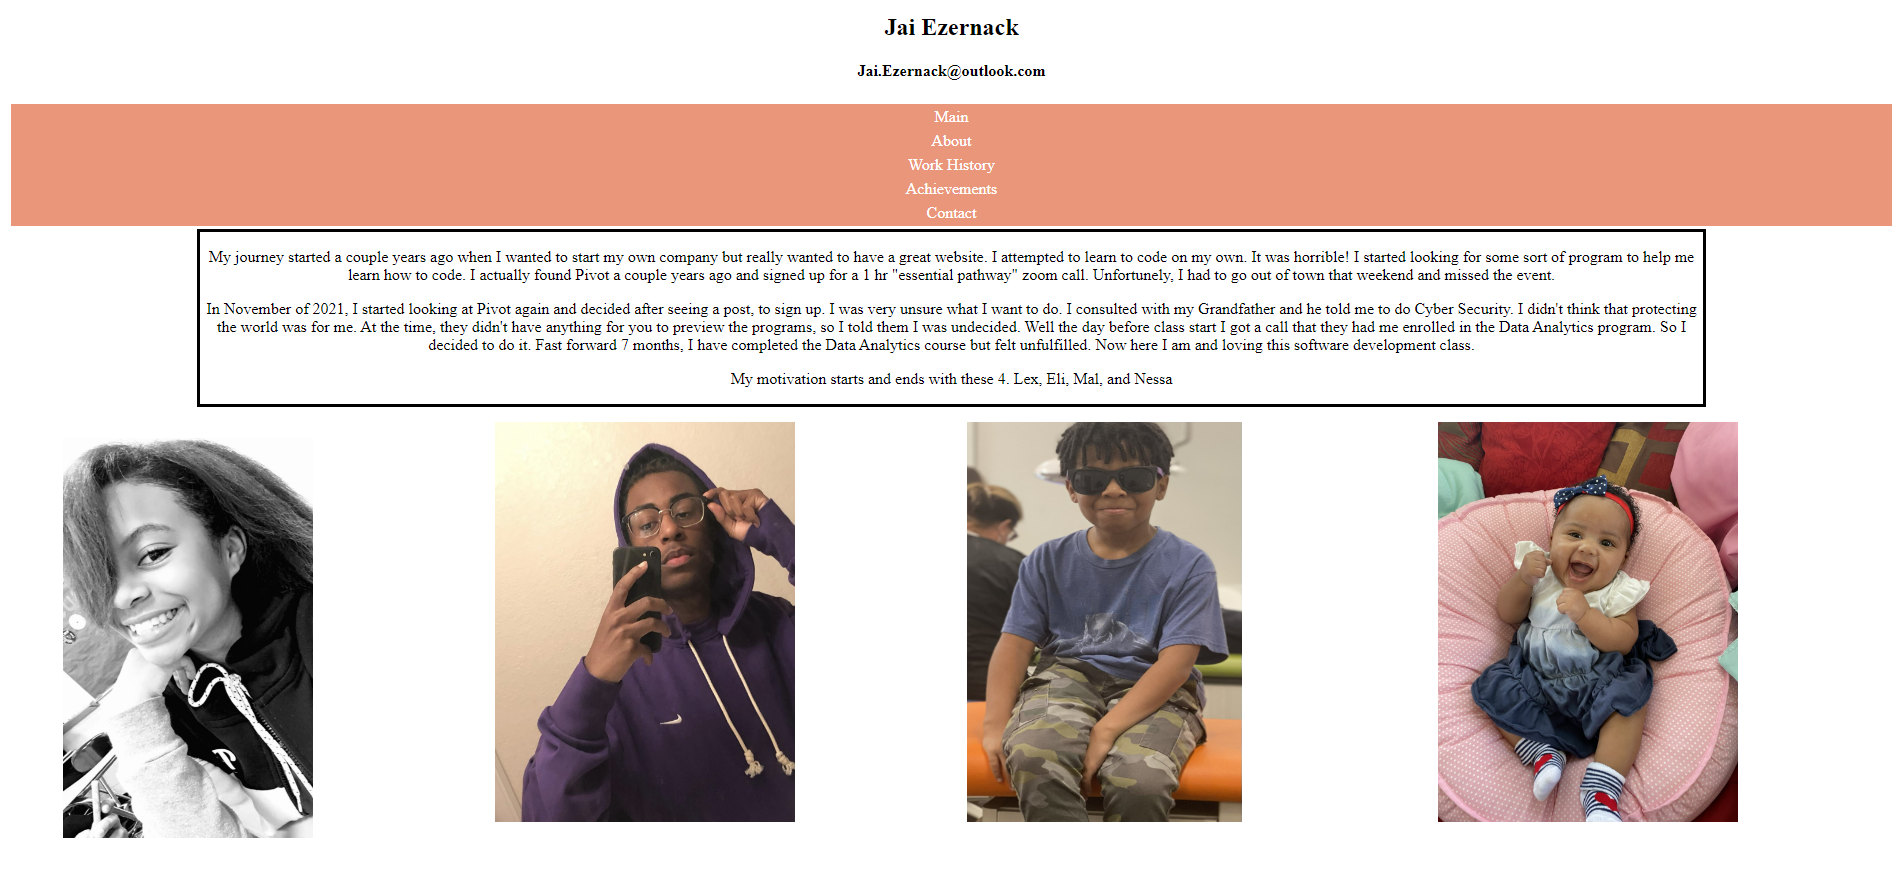 Jai Ezernack
Jai.Ezernack@outlook.com
Main
About
Work History
Achievements
Contact
My journey started a couple years ago when I wanted to start my own company but really wanted to have a great website. I attempted to learn to code on my own. It was horrible! I started looking for some sort of program to help me
learn how to code. I actually found Pivot a couple years ago and signed up for a 1 hr "essential pathway" zoom call. Unfortunely, I had to go out of town that weekend and missed the event.
In November of 2021, I started looking at Pivot again and decided after seeing a post, to sign up. I was very unsure what I want to do. I consulted with my Grandfather and he told me to do Cyber Security. I didn't think that protecting
the world was for me. At the time, they didn't have anything for you to preview the programs, so I told them I was undecided. Well the day before class start I got a call that they had me enrolled in the Data Analytics program. So I
decided to do it. Fast forward 7 months, I have completed the Data Analytics course but felt unfulfilled. Now here I am and loving this software development class.
My motivation starts and ends with these 4. Lex, Eli, Mal, and Nessa